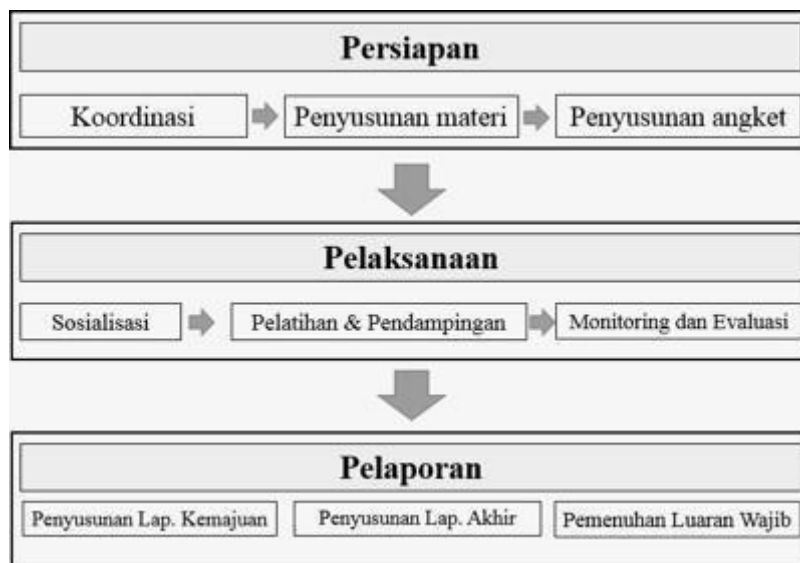 Persiapan
Koordinasi
Penyusunan materi
Penyusunan angket
Pelaksanaan
Sosialisasi
Pelatihan & Pendampingan
Monitoring dan Evaluasi
Pelaporan
Penyusunan Lap. Kemajuan
Penyusunan Lap. Akhir
Pemenuhan Luaran Wajib